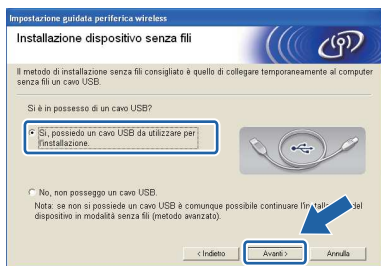 Impostazione guidata periferica wireless
Installazione dispositivo senza fili
Il metodo di installazione senza fili consigliato è quello di collegare temporaneamente al computer
senza fili un cavo USB.
Si è in possesso di un cavo USB?
Sì, possiedo un cavo USB da utilizzare per
l'installazione.
No, non posseggo un cavo USB.
Nota: se non si possiede un cavo USB è comunque possibile continuare l'installazione del
dispositivo in modalità senza fili (metodo avanzato).
< Indietro
Avanti >
Annulla